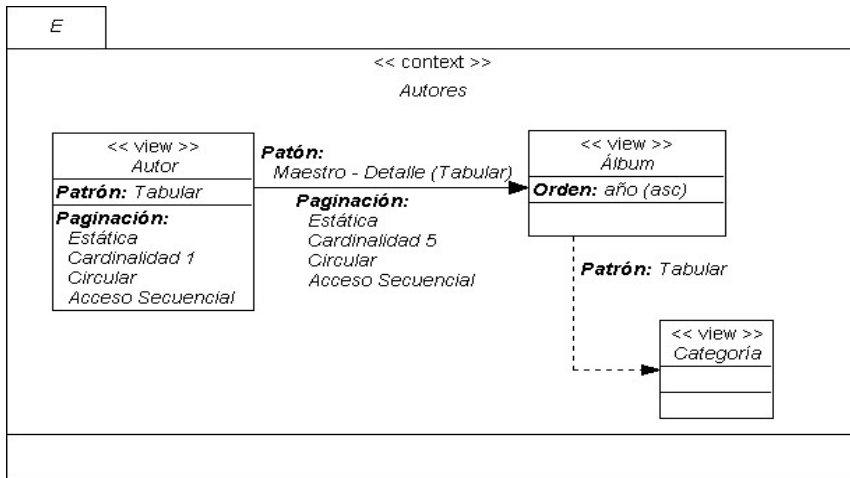 E
<< context >>
Autores
<< view >>
Autor
Patrón: Tabular
Paginación:
Estática
Cardinalidad 1
Circular
Acceso Secuencial
Patón:
Maestro - Detalle (Tabular)
Paginación:
Estática
Cardinalidad 5
Circular
Acceso Secuencial
<< view >>
Álbum
Orden: año (asc)
Patrón: Tabular
<< view >>
Categoría